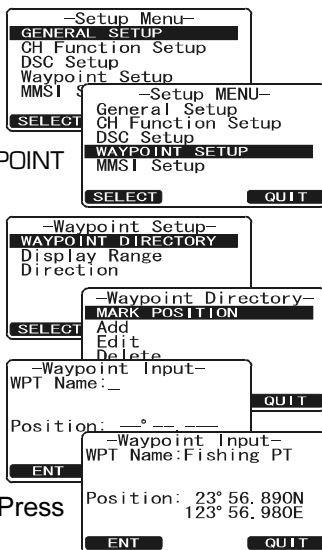 –Setup Menu–
GENERAL SETUP
CH Function Setup
DSC Setup
Waypoint Setup
MMSI S
SELECT
–Setup MENU–
General Setup
CH Function Setup
DSC Setup
WAYPOINT SETUP
MMSI Setup
SELECT QUIT
POINT
–Waypoint Setup–
WAYPOINT DIRECTORY
Display Range
Direction
SELECT
–Waypoint Directory–
MARK POSITION
Add
Edit
Delete
QUIT
–Waypoint Input–
WPT Name:_
Position: ––°––.–––
ENT
–Waypoint Input–
WPT Name:Fishing PT
Position: 23°56.890N
123°56.980E
ENT QUIT
Press